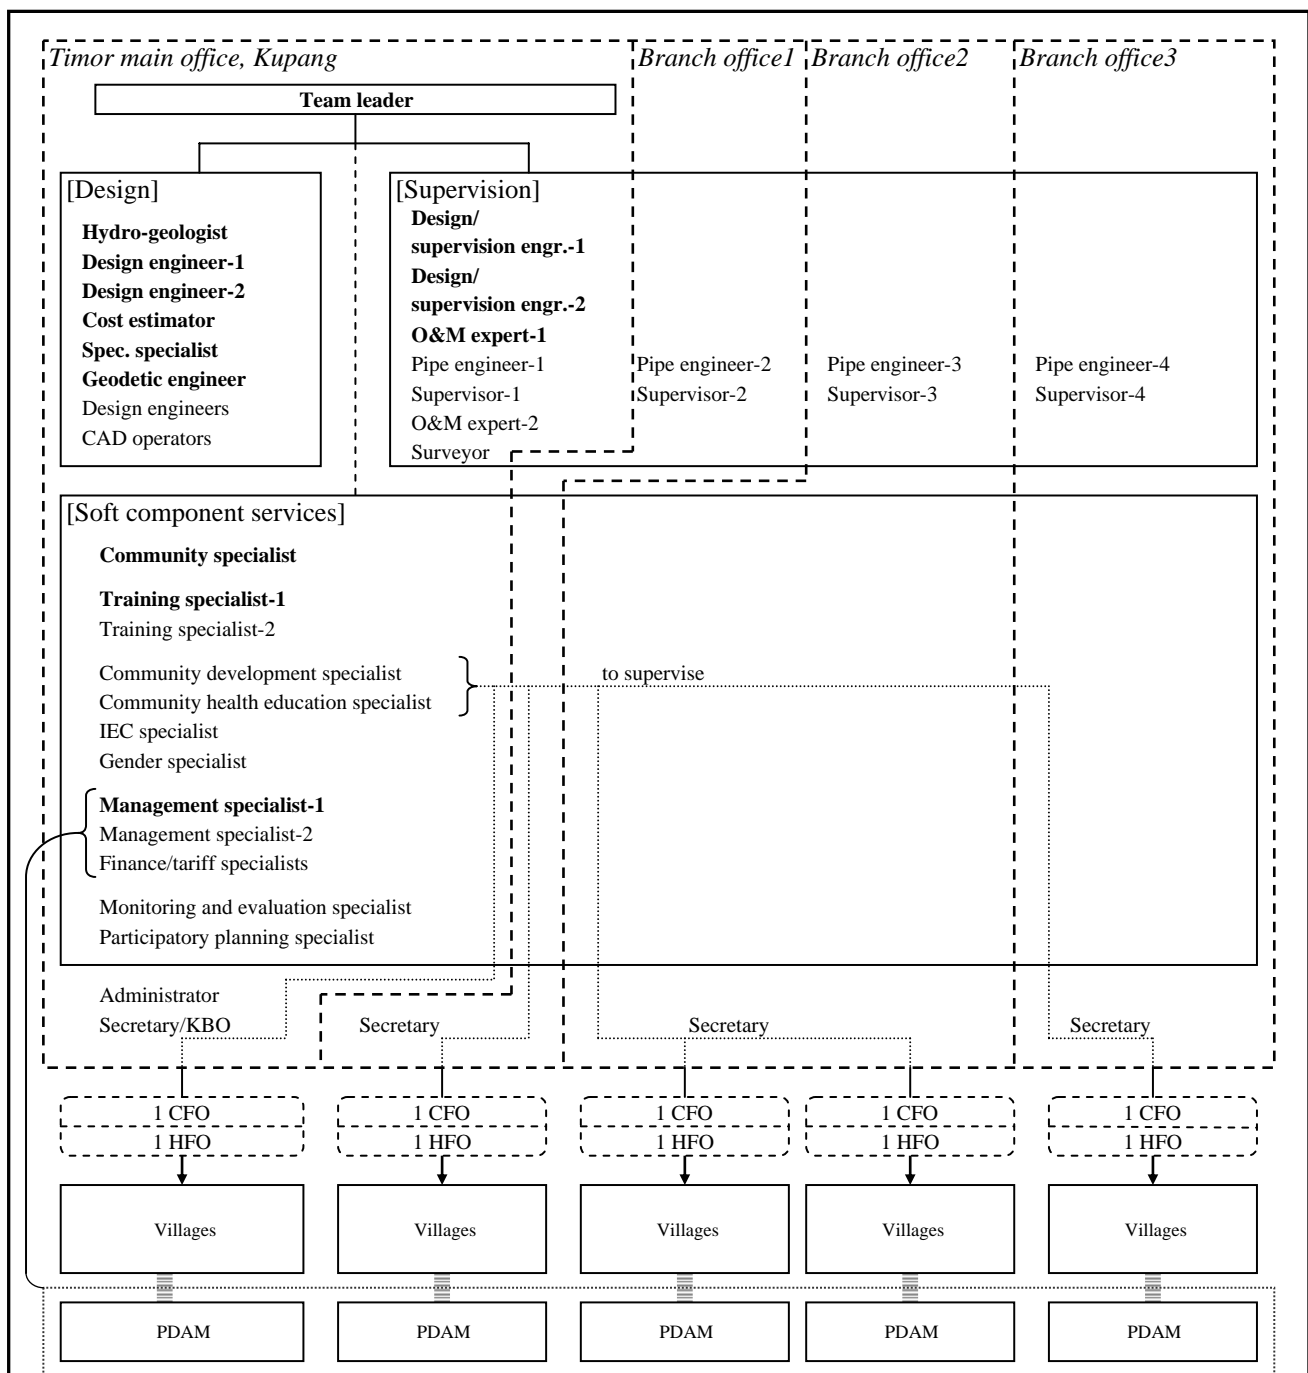 Timor main office, Kupang
Branch office1
Branch office2
Branch office3
Team leader
[Design]
Hydro-geologist
Design engineer-1
Design engineer-2
Cost estimator
Spec. specialist
Geodetic engineer
Design engineers
CAD operators
[Supervision]
Design/
supervision engr.-1
Design/
supervision engr.-2
O&M expert-1
Pipe engineer-1
Supervisor-1
O&M expert-2
Surveyor
Pipe engineer-2
Supervisor-2
Pipe engineer-3
Supervisor-3
Pipe engineer-4
Supervisor-4
[Soft component services]
Community specialist
Training specialist-1
Training specialist-2
Community development specialist
Community health education specialist
to supervise
IEC specialist
Gender specialist
Management specialist-1
Management specialist-2
Finance/tariff specialists
Monitoring and evaluation specialist
Participatory planning specialist
Administrator
Secretary/KBO
Secretary
Secretary
Secretary
1 CFO
1 HFO
1 CFO
1 HFO
1 CFO
1 HFO
1 CFO
1 HFO
1 CFO
1 HFO
Villages
Villages
Villages
Villages
Villages
PDAM
PDAM
PDAM
PDAM
PDAM